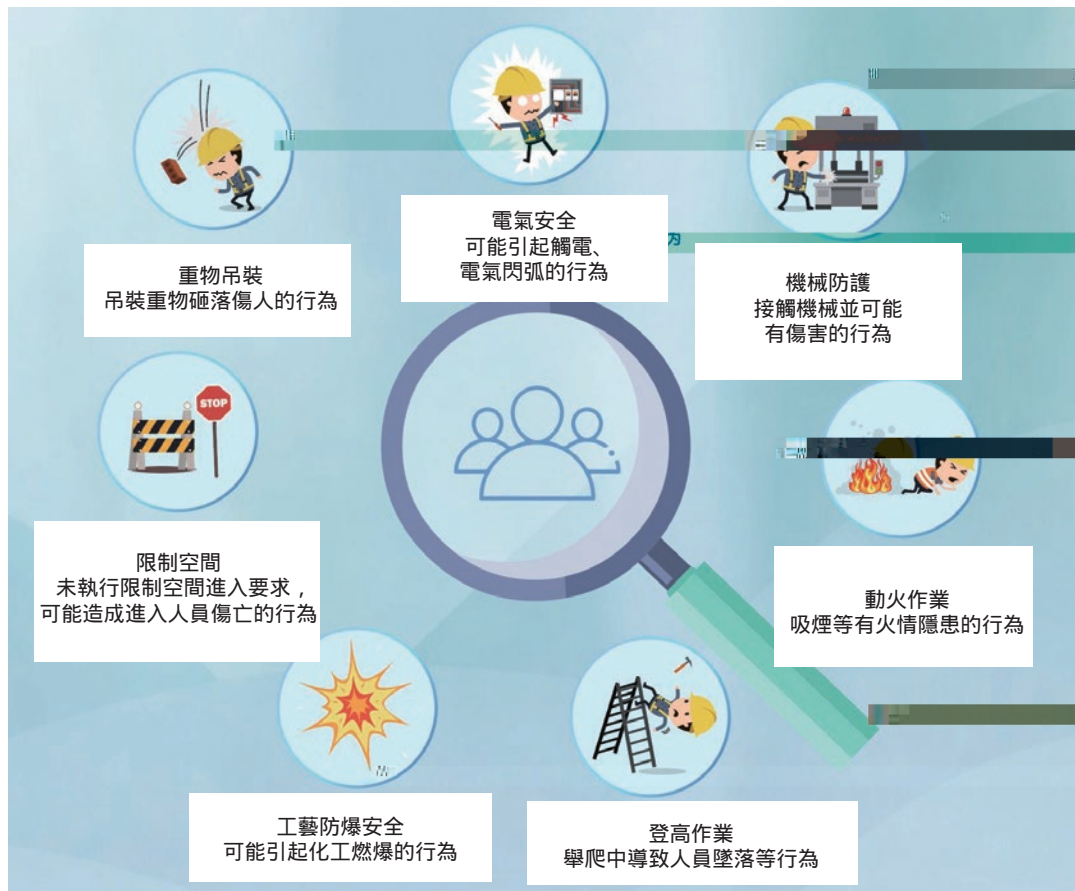 電氣安全
可能引起觸電、
電氣閃弧的行為
重物吊裝
吊裝重物砸落傷人的行為
機械防護
接觸機械並可能
有傷害的行為
STOP
限制空間
未執行限制空間進入要求，
可能造成進入人員傷亡的行為
動火作業
吸煙等有火情隱患的行為
工藝防爆安全
可能引起化工燃爆的行為
登高作業
舉爬中導致人員墜落等行為